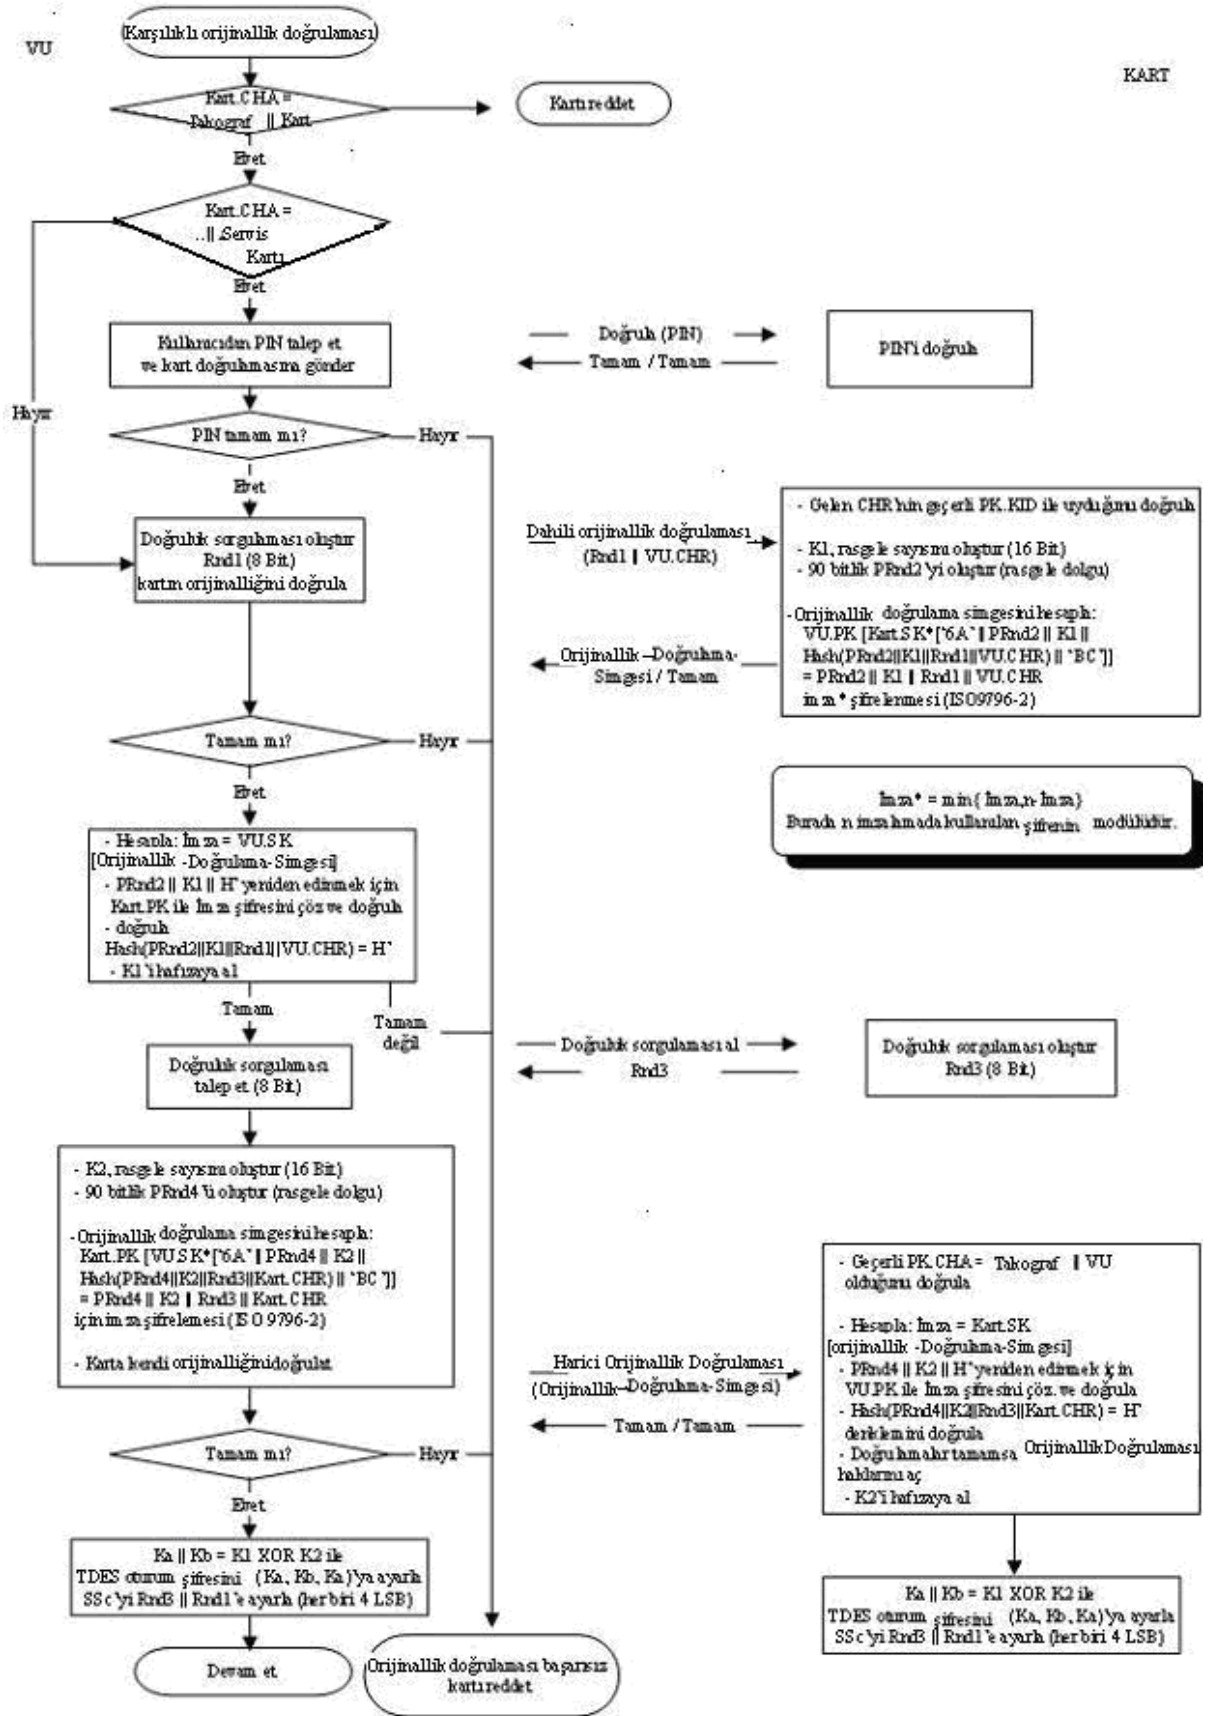 Karşılıklı orijinallik doğrulaması
VU
KART
Kart.CHA =
Takograf || Kart
Kartı reddet
Evet
Kart.CHA =
..|| Servis
Kartı
Evet
Kullanıcıdan PIN talep et
ve kart doğrulamasına gönder
Doğrula (PIN)
Tamam / Tamam
PIN'i doğrula
Hayır
PIN tamam mı?
Hayır
Evet
Doğruluk sorgulaması oluştur
Rnd1 (8 Bit)
kartın orijinalliğini doğrula
Dahili orijinallik doğrulaması
(Rnd1 || VU.CHR)
- Gelen CHR'nin geçerli PK.KID ile uyduğunu doğrula
- K1, rasgele sayısını oluştur (16 Bit)
- 90 bitlik PRnd2'yi oluştur (rasgele dolgu)
-Orijinallik doğrulama simgesini hesapla:
VU.PK [Kart.SK*[`6A` || PRnd2 || K1 ||
Hash(PRnd2||K1||Rnd1||VU.CHR) || `BC`]]
= PRnd2 || K1 || Rnd1 || VU.CHR
imza* şifrelenmesi (ISO9796-2)
Orijinallik-Doğrulama-
Simgesi / Tamam
Tamam mı?
Hayır
Evet
İmza* = min{ İmza,n-İmza}
Burada n imzalamada kullanılan şifrenin modülüdür.
- Hesapla: İmza = VU.SK
[Orijinallik -Doğrulama-Simgesi]
- PRnd2 || K1 || H' yeniden edinmek için
Kart.PK ile İmza şifresini çöz ve doğrula
- doğrula
Hash(PRnd2||K1||Rnd1||VU.CHR) = H'
- K1'i hafızaya al
Tamam
Tamam
değil
Doğruluk sorgulaması
talep et (8 Bit)
Doğruluk sorgulaması al
Rnd3
Doğruluk sorgulaması oluştur
Rnd3 (8 Bit)
- K2, rasgele sayısını oluştur (16 Bit)
- 90 bitlik PRnd4'ü oluştur (rasgele dolgu)
-Orijinallik doğrulama simgesini hesapla:
Kart.PK [VU.SK*[`6A` || PRnd4 || K2 ||
Hash(PRnd4||K2||Rnd3||Kart.CHR) || `BC`]]
= PRnd4 || K2 || Rnd3 || Kart.CHR
için imza şifrelemesi (ISO 9796-2)
- Karta kendi orijinalliğini doğrulat
Harici Orijinallik Doğrulaması
(Orijinallik-Doğrulama-Simgesi)
Tamam / Tamam
- Geçerli PK.CHA = Takograf || VU
olduğunu doğrula
- Hesapla: İmza = Kart.SK
[orijinallik -Doğrulama-Simgesi]
- PRnd4 || K2 || H' yeniden edinmek için
VU.PK ile İmza şifresini çöz. ve doğrula
- Hash(PRnd4||K2||Rnd3||Kart.CHR) = H'
denklemini doğrula
- Doğrulamalar tamamsa Orijinallik Doğrulaması
haklarını aç
- K2'i hafızaya al
Tamam mı?
Hayır
Evet
Ka || Kb = K1 XOR K2 ile
TDES oturum şifresini (Ka, Kb, Ka)'ya ayarla
SSc'yi Rnd3 || Rnd1'e ayarla (her biri 4 LSB)
Ka || Kb = K1 XOR K2 ile
TDES oturum şifresini (Ka, Kb, Ka)'ya ayarla
SSc'yi Rnd3 || Rnd1'e ayarla (her biri 4 LSB)
Devam et
Orijinallik doğrulaması başarısız
kartı reddet